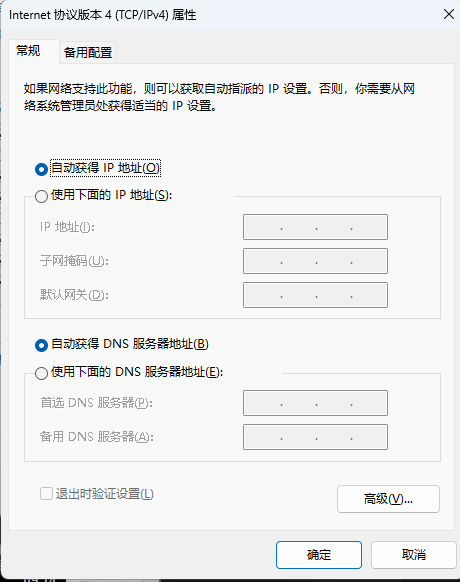 Internet 协议版本 4 (TCP/IPv4) 属性
常规
备用配置
如果网络支持此功能，则可以获取自动指派的 IP 设置。否则，你需要从网
络系统管理员处获得适当的 IP 设置。
自动获得 IP 地址(O)
使用下面的 IP 地址(S):
IP 地址(I):
子网掩码(U):
默认网关(D):
自动获得 DNS 服务器地址(B)
使用下面的 DNS 服务器地址(E):
首选 DNS 服务器(P):
备用 DNS 服务器(A):
退出时验证设置(L)
高级(V)...
确定
取消